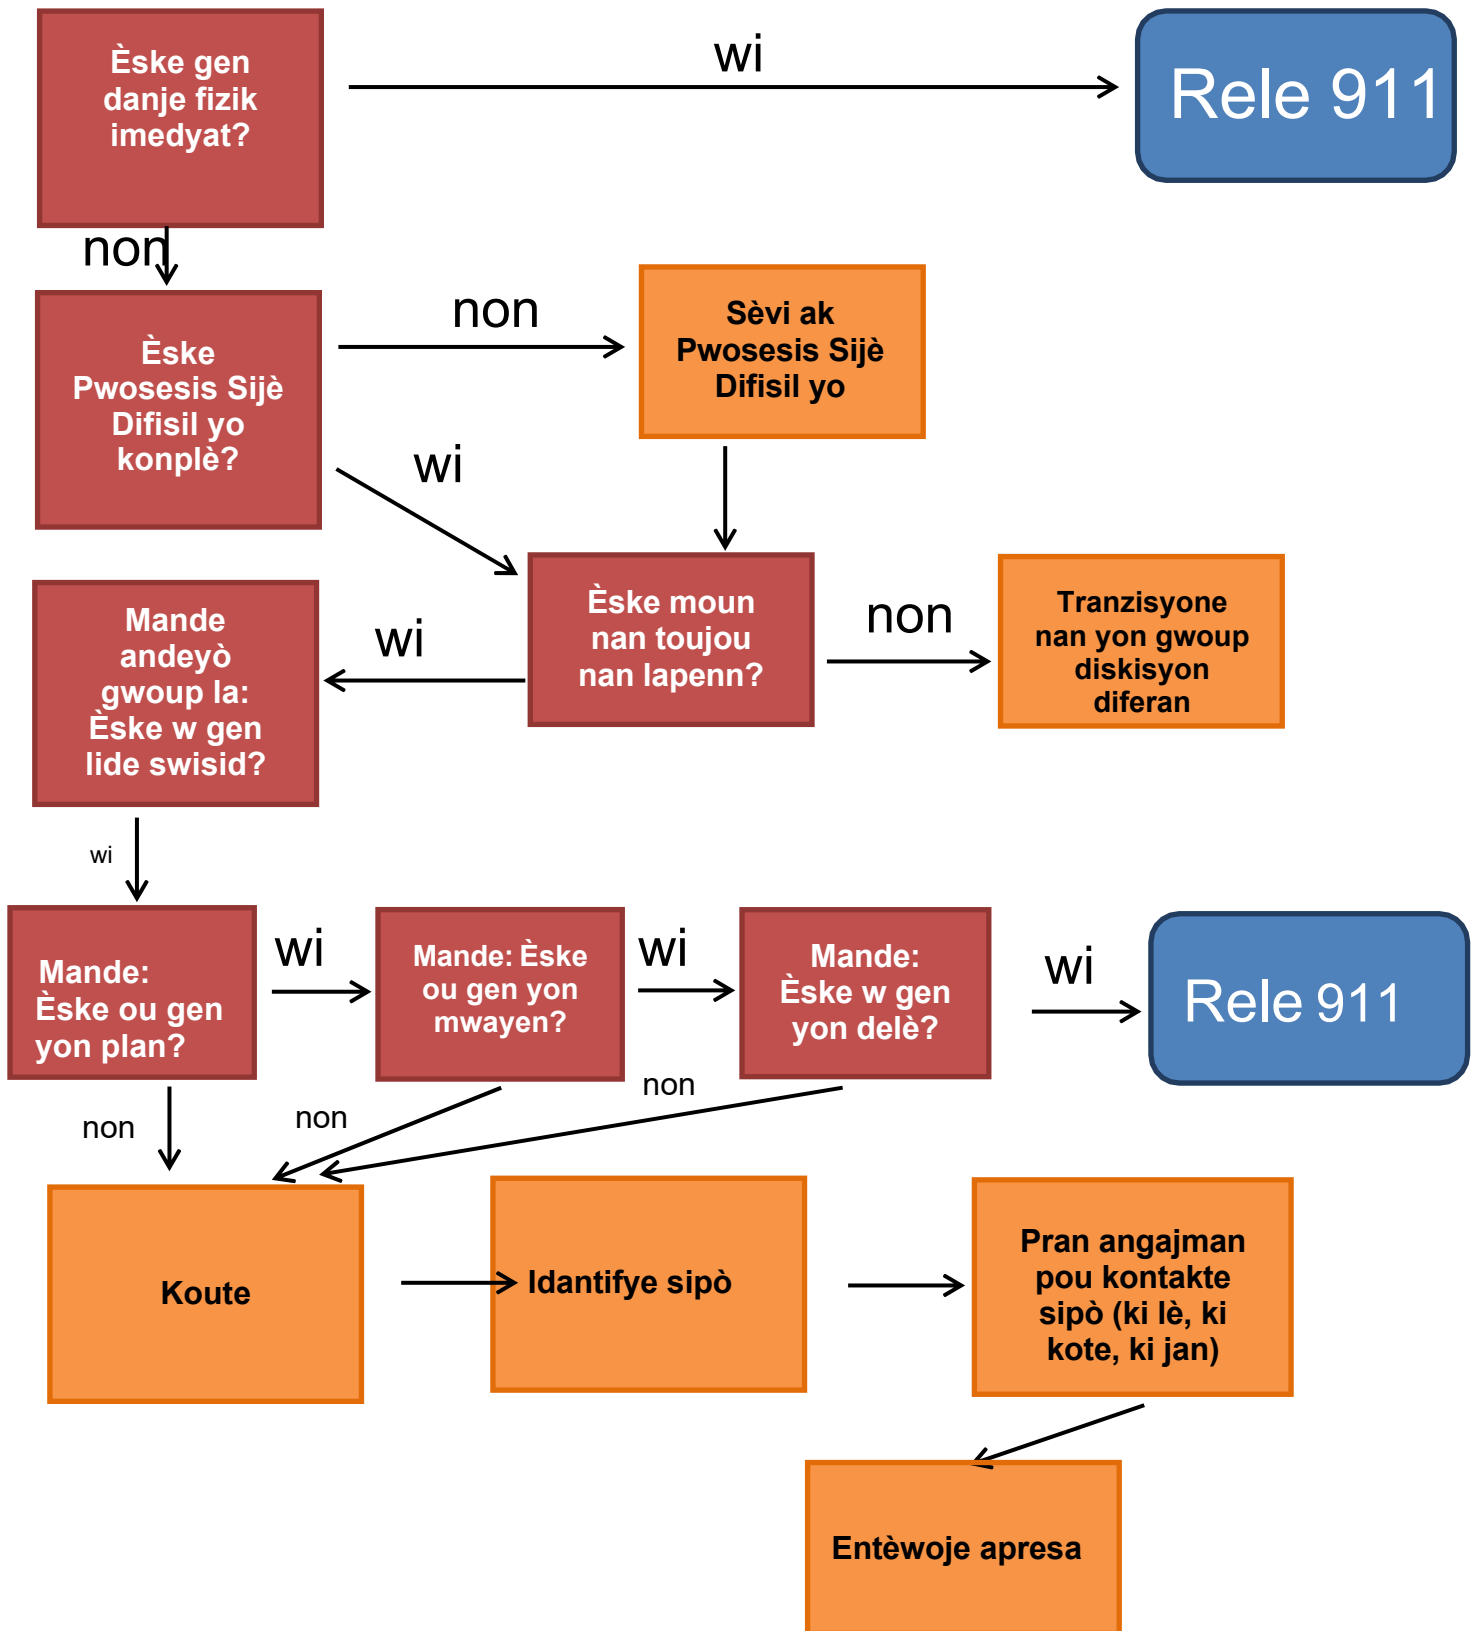 Èske gen
danje fizik
imedyat?
wi
Rele 911
non
Èske
Pwosesis Sijè
Difisil yo
konplè?
non
Sèvi ak
Pwosesis Sijè
Difisil yo
wi
Èske moun
nan toujou
nan lapenn?
non
Tranzisyone
nan yon gwoup
diskisyon
diferan
wi
Mande
andeyò
gwoup la:
Èske w gen
lide swisid?
wi
Mande:
Èske ou gen
yon plan?
wi
Mande: Èske
ou gen yon
mwayen?
wi
Mande:
Èske w gen
yon delè?
wi
Rele 911
non
non
non
Koute
Idantifye sipò
Pran angajman
pou kontakte
sipò (ki lè, ki
kote, ki jan)
Entèwoje apresa